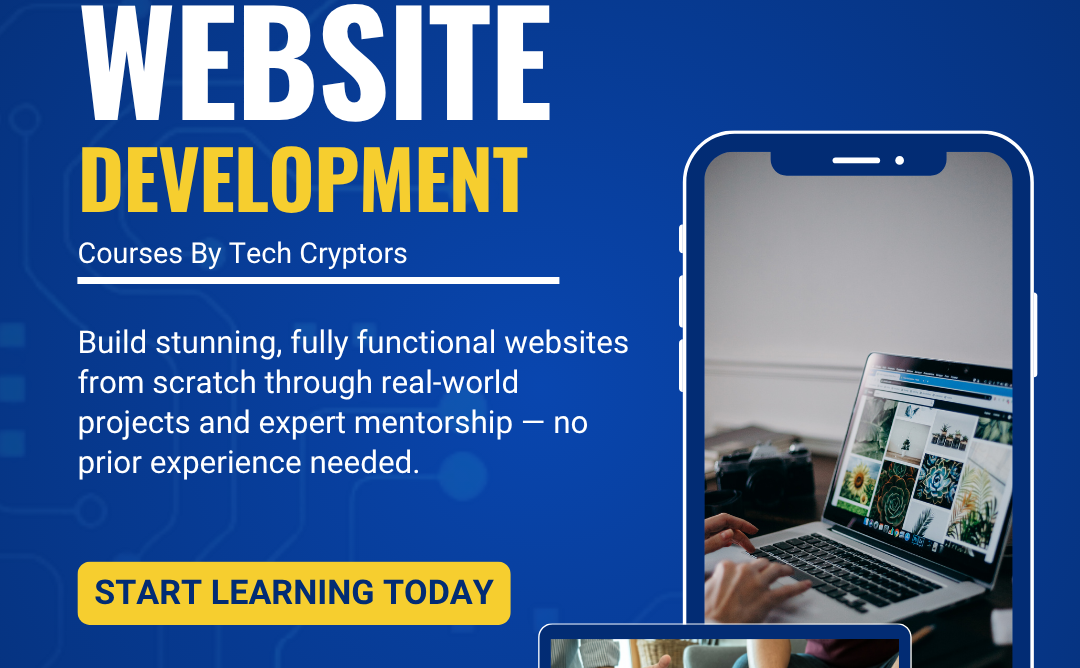 WEBSITE
DEVELOPMENT
Courses By Tech Cryptors
Build stunning, fully functional websites
from scratch through real-world
projects and expert mentorship — no
prior experience needed.
START LEARNING TODAY